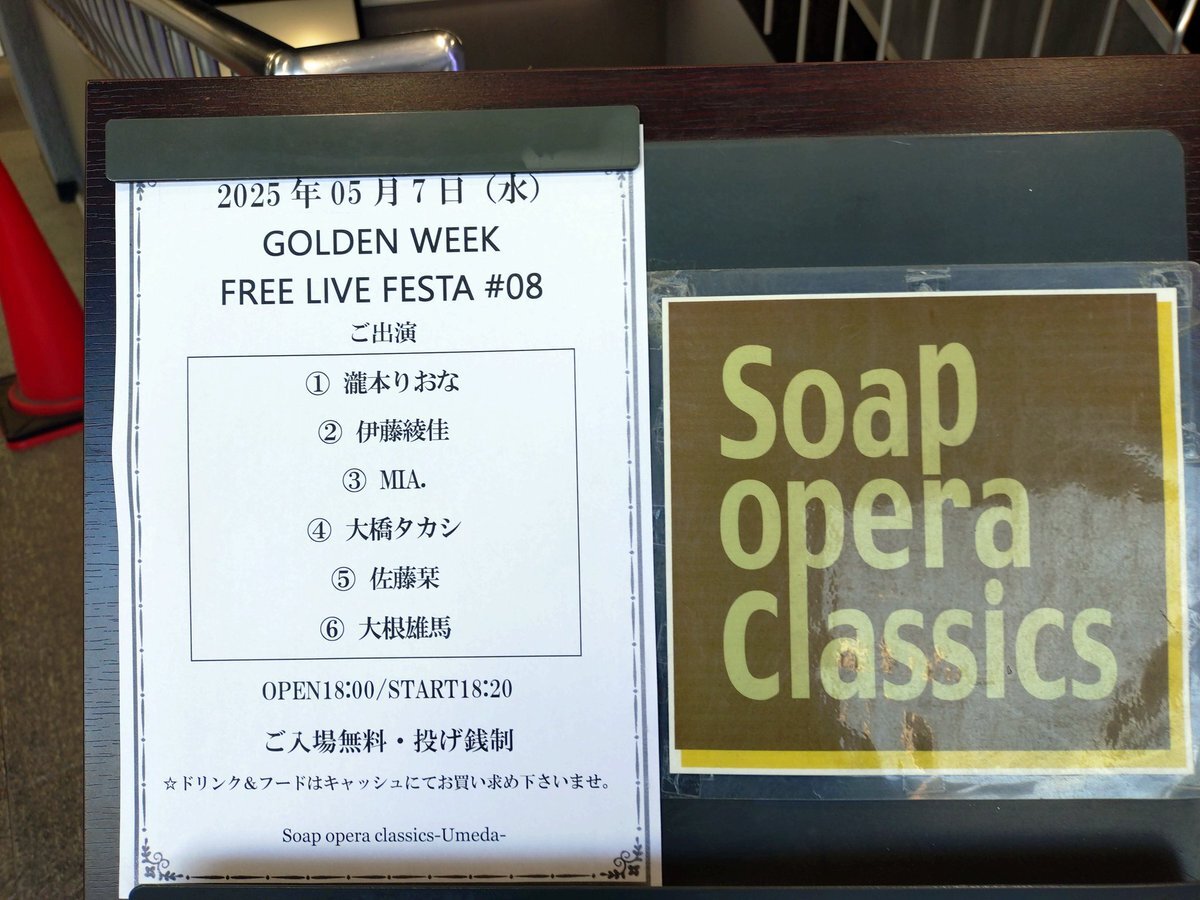 2025年05月7日（水）
GOLDEN WEEK
FREE LIVE FESTA #08
ご出演
① 瀧本りおな
② 伊藤綾佳
③ MIA.
④ 大橋タカシ
⑤ 佐藤栞
⑥ 大根雄馬
OPEN18:00/START18:20
ご入場無料・投げ銭制
☆ドリンク&フードはキャッシュにてお買い求め下さいませ。
Soap opera classics-Umeda-
Soap
opera
classics